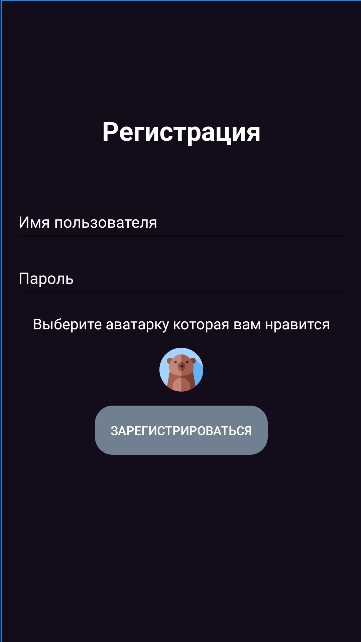 Регистрация
Имя пользователя
Пароль
Выберите аватарку которая вам нравится
ЗАРЕГИСТРИРОВАТЬСЯ